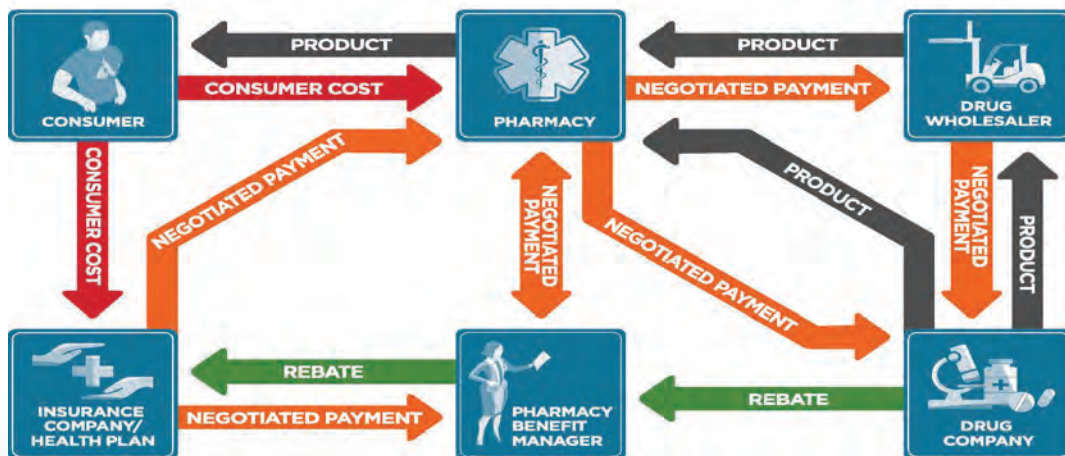 PRODUCT
PRODUCT
CONSUMER COST
NEGOTIATED PAYMENT
CONSUMER
PHARMACY
DRUG
WHOLESALER
CONSUMER COST
NEGOTIATED PAYMENT
NEGOTIATED
PAYMENT
NEGOTIATED PAYMENT
PRODUCT
NEGOTIATED
PAYMENT
PRODUCT
REBATE
NEGOTIATED PAYMENT
REBATE
INSURANCE
COMPANY/
HEALTH PLAN
PHARMACY
BENEFIT
MANAGER
DRUG
COMPANY